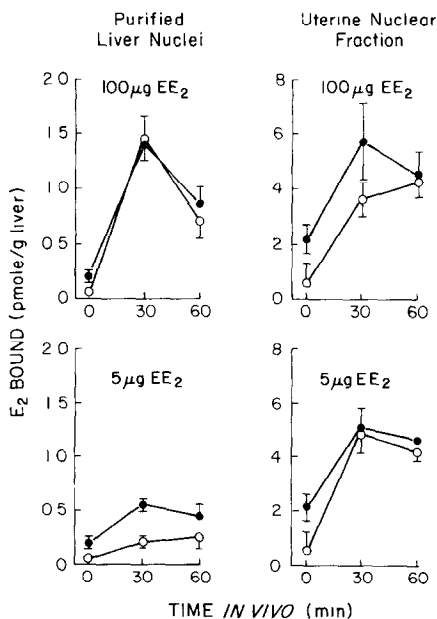 Purified
Liver Nuclei
Uterine Nuclear
Fraction
100μg EE2
100μg EE2
2 0
1 5
1 0
0 5
0
8
6
4
2
0
0 30 60
0 30 60
5μg EE2
5μg EE2
2 0
1 5
1 0
0 5
0
8
6
4
2
0
0 30 60
0 30 60
E2 BOUND (pmole/g liver)
TIME IN VIVO (min)